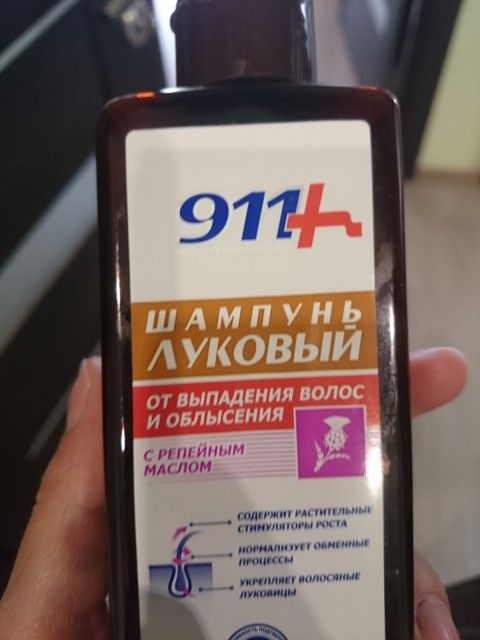 911+
ШАМПУНЬ
ЛУКОВЫЙ
ОТ ВЫПАДЕНИЯ ВОЛОС
И ОБЛЫСЕНИЯ
С РЕПЕЙНЫМ
МАСЛОМ
СОДЕРЖИТ РАСТИТЕЛЬНЫЕ
СТИМУЛЯТОРЫ РОСТА
НОРМАЛИЗУЕТ ОБМЕННЫЕ
ПРОЦЕССЫ
УКРЕПЛЯЕТ ВОЛОСЯНЫЕ
ЛУКОВИЦЫ